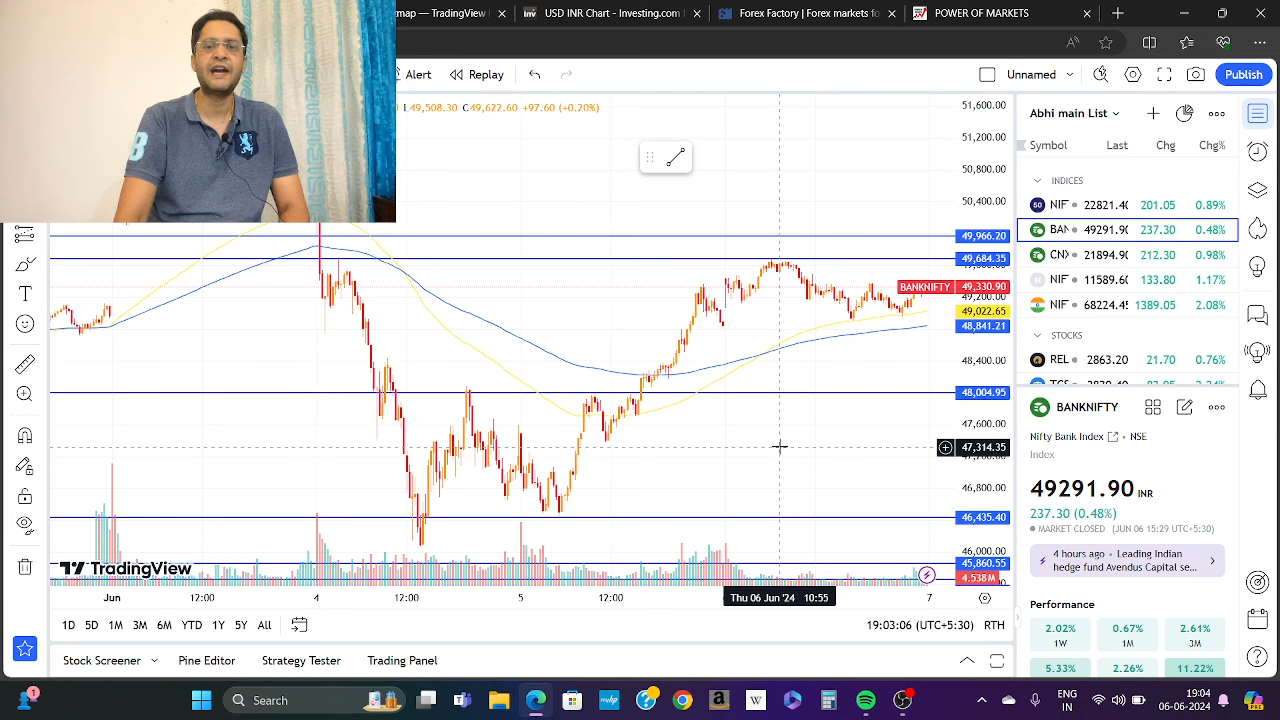 map — TradingView
inv USD INR Chart - Investing.com
Forex Factory | Forex markets fo
POWER OF MARKETS
Alert
Replay
Unnamed
Publish
L49,508.30 C49,622.60 +97.60 (+0.20%)
Abhi main List
Symbol Last Chg Chg%
INDICES
50 NIF 22821.40 201.05 0.89%
BAN 49291.90 237.30 0.48%
CN 21894.90 212.30 0.98%
NIF 11589.60 133.80 1.17%
NIF 68224.45 1389.05 2.08%
STOCKS
REL 2863.20 21.70 0.76%
51,600.00
51,200.00
50,800.00
50,400.00
49,966.20
49,684.35
BANKNIFTY 49,330.90
49,200.00
49,022.65
48,841.21
48,400.00
48,004.95
47,600.00
47,314.35
46,800.00
46,435.40
46,000.00
45,860.55
4.538M
BANKNIFTY
Nifty Bank Index NSE
Index
49291.90 INR
237.30 (0.48%)
MARKET CLOSED (JUN 06 15:29 UTC+5:30)
Leading Indian
hedge fund Avendus Capital se...
Performance
2.02% 0.67% 2.61%
1W 1M 3M
5.33% 2.26% 11.22%
TradingView
Jun 12:00 4 12:00 5 12:00 Thu 06 Jun '24 10:55 7
1D 5D 1M 3M 6M YTD 1Y 5Y All
19:03:06 (UTC+5:30) RTH
Stock Screener Pine Editor Strategy Tester Trading Panel
1
Search
myhp
a
W
ENG
IN
19:04
06-06-2024